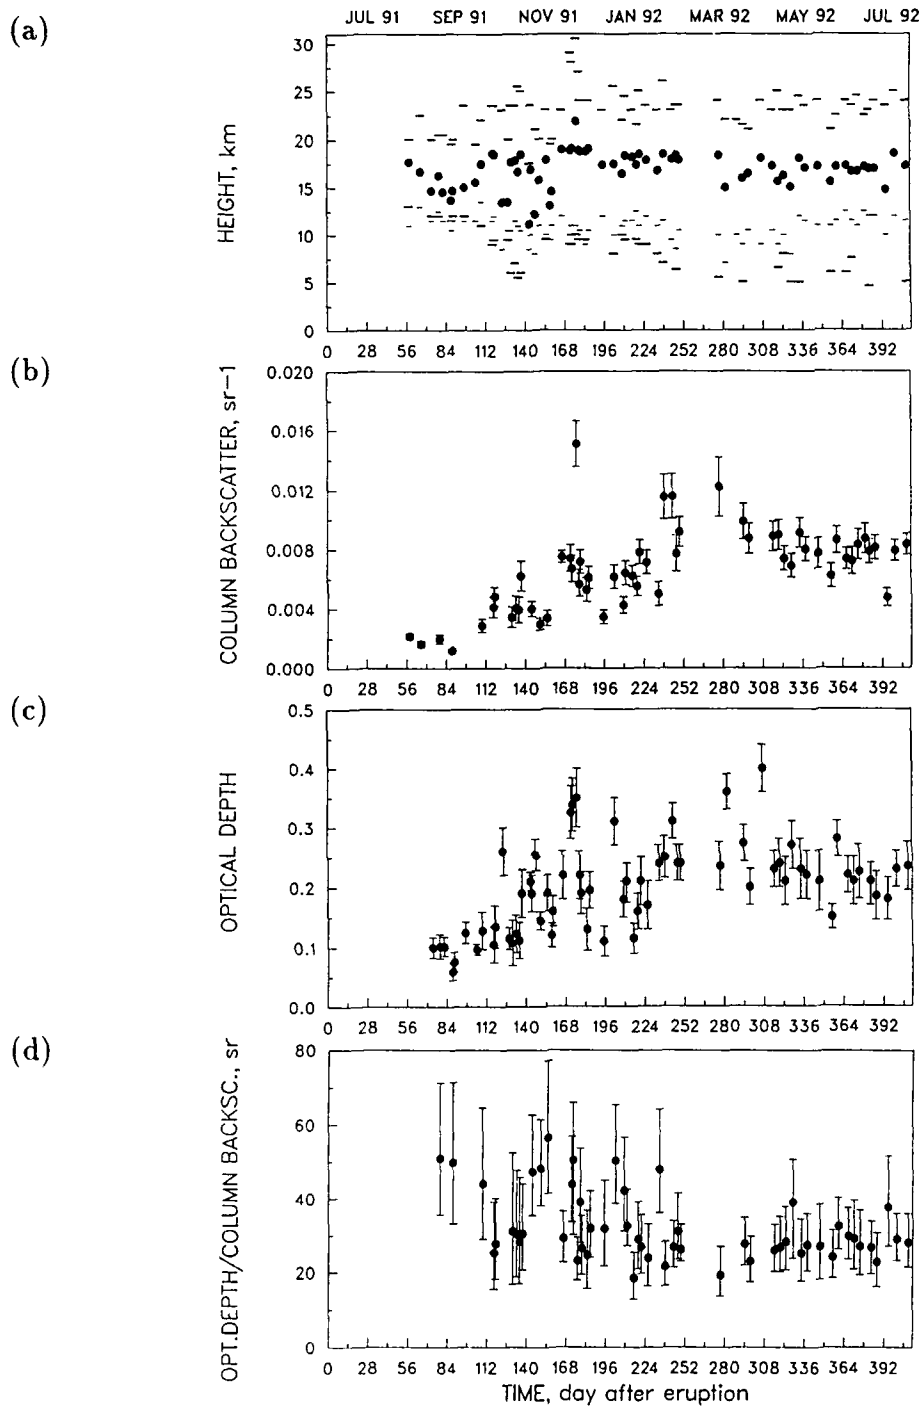 JUL 91 SEP 91 NOV 91 JAN 92 MAR 92 MAY 92 JUL 92
(a)
HEIGHT, km
30
25
20
15
10
5
0
0 28 56 84 112 140 168 196 224 252 280 308 336 364 392
(b)
COLUMN BACKSCATTER, sr-1
0.020
0.016
0.012
0.008
0.004
0.000
0 28 56 84 112 140 168 196 224 252 280 308 336 364 392
(c)
OPTICAL DEPTH
0.5
0.4
0.3
0.2
0.1
0.0
0 28 56 84 112 140 168 196 224 252 280 308 336 364 392
(d)
OPT.DEPTH/COLUMN BACKSC., sr
80
60
40
20
0
0 28 56 84 112 140 168 196 224 252 280 308 336 364 392
TIME, day after eruption